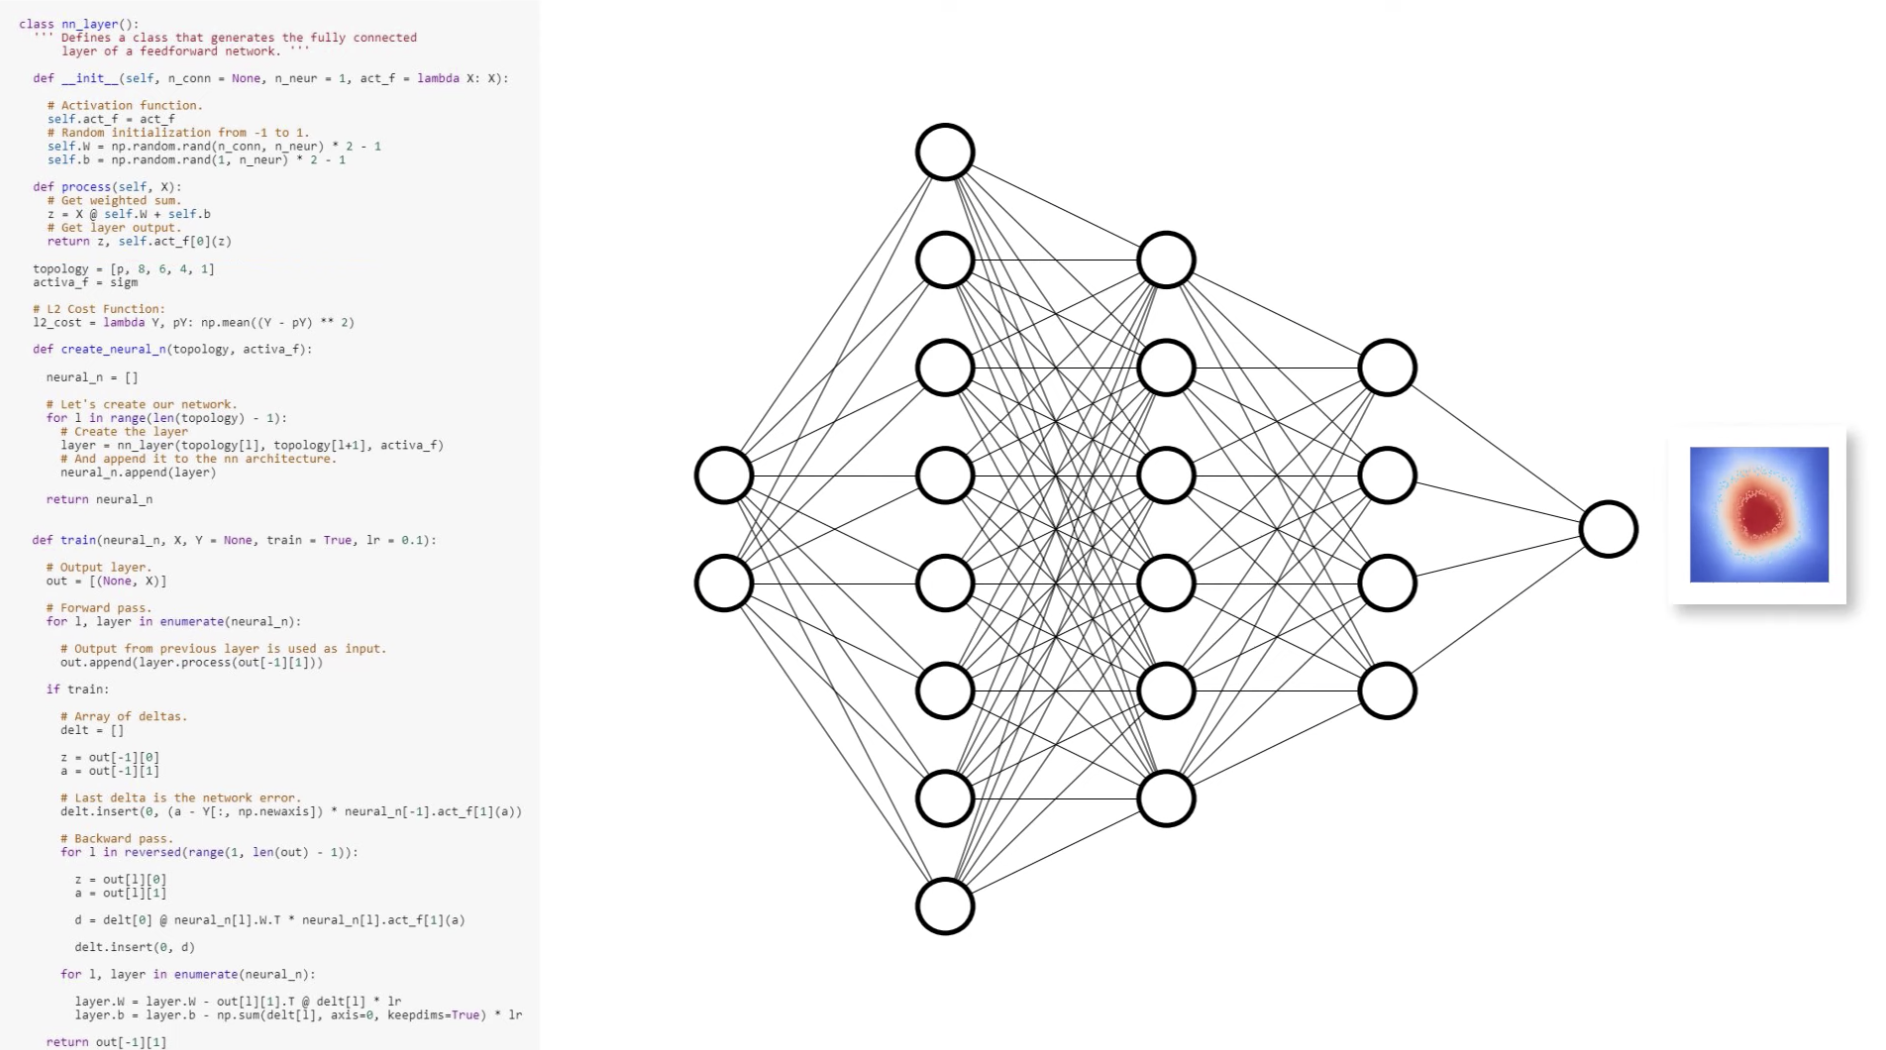 class nn_layer():
''' Defines a class that generates the fully connected
layer of a feedforward network. '''
def __init__(self, n_conn = None, n_neur = 1, act_f = lambda X: X):
# Activation function.
self.act_f = act_f
# Random initialization from -1 to 1.
self.W = np.random.rand(n_conn, n_neur) * 2 - 1
self.b = np.random.rand(1, n_neur) * 2 - 1
def process(self, X):
# Get weighted sum.
z = X @ self.W + self.b
# Get layer output.
return z, self.act_f[0](z)
topology = [p, 8, 6, 4, 1]
activa_f = sigm
# L2 Cost Function:
l2_cost = lambda Y, pY: np.mean((Y - pY) ** 2)
def create_neural_n(topology, activa_f):
neural_n = []
# Let's create our network.
for l in range(len(topology) - 1):
# Create the layer
layer = nn_layer(topology[l], topology[l+1], activa_f)
# And append it to the nn architecture.
neural_n.append(layer)
return neural_n
def train(neural_n, X, Y = None, train = True, lr = 0.1):
# Output layer.
out = [(None, X)]
# Forward pass.
for l, layer in enumerate(neural_n):
# Output from previous layer is used as input.
out.append(layer.process(out[-1][1]))
if train:
# Array of deltas.
delt = []
z = out[-1][0]
a = out[-1][1]
# Last delta is the network error.
delt.insert(0, (a - Y[:, np.newaxis]) * neural_n[-1].act_f[1](a))
# Backward pass.
for l in reversed(range(1, len(out) - 1)):
z = out[l][0]
a = out[l][1]
d = delt[0] @ neural_n[l].W.T * neural_n[l].act_f[1](a)
delt.insert(0, d)
for l, layer in enumerate(neural_n):
layer.W = layer.W - out[l][1].T @ delt[l] * lr
layer.b = layer.b - np.sum(delt[l], axis=0, keepdims=True) * lr
return out[-1][1]